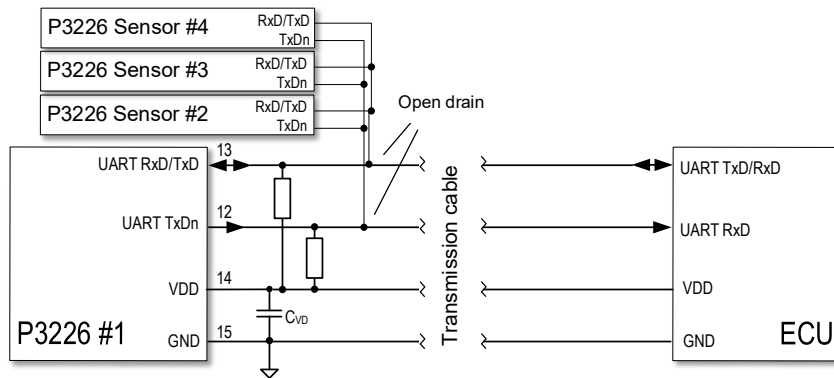 P3226 Sensor #4
RxD/TxD
TxDn
P3226 Sensor #3
RxD/TxD
TxDn
P3226 Sensor #2
RxD/TxD
TxDn
Open drain
UART RxD/TxD
13
UART TxDn
12
VDD
14
GND
15
P3226 #1
CVD
Transmission cable
UART TxD/RxD
UART RxD
VDD
GND
ECU